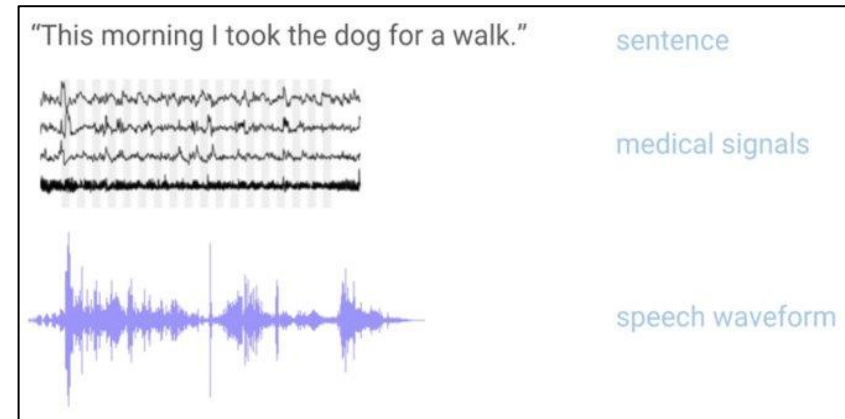 “This morning I took the dog for a walk.” sentence
medical signals
speech waveform